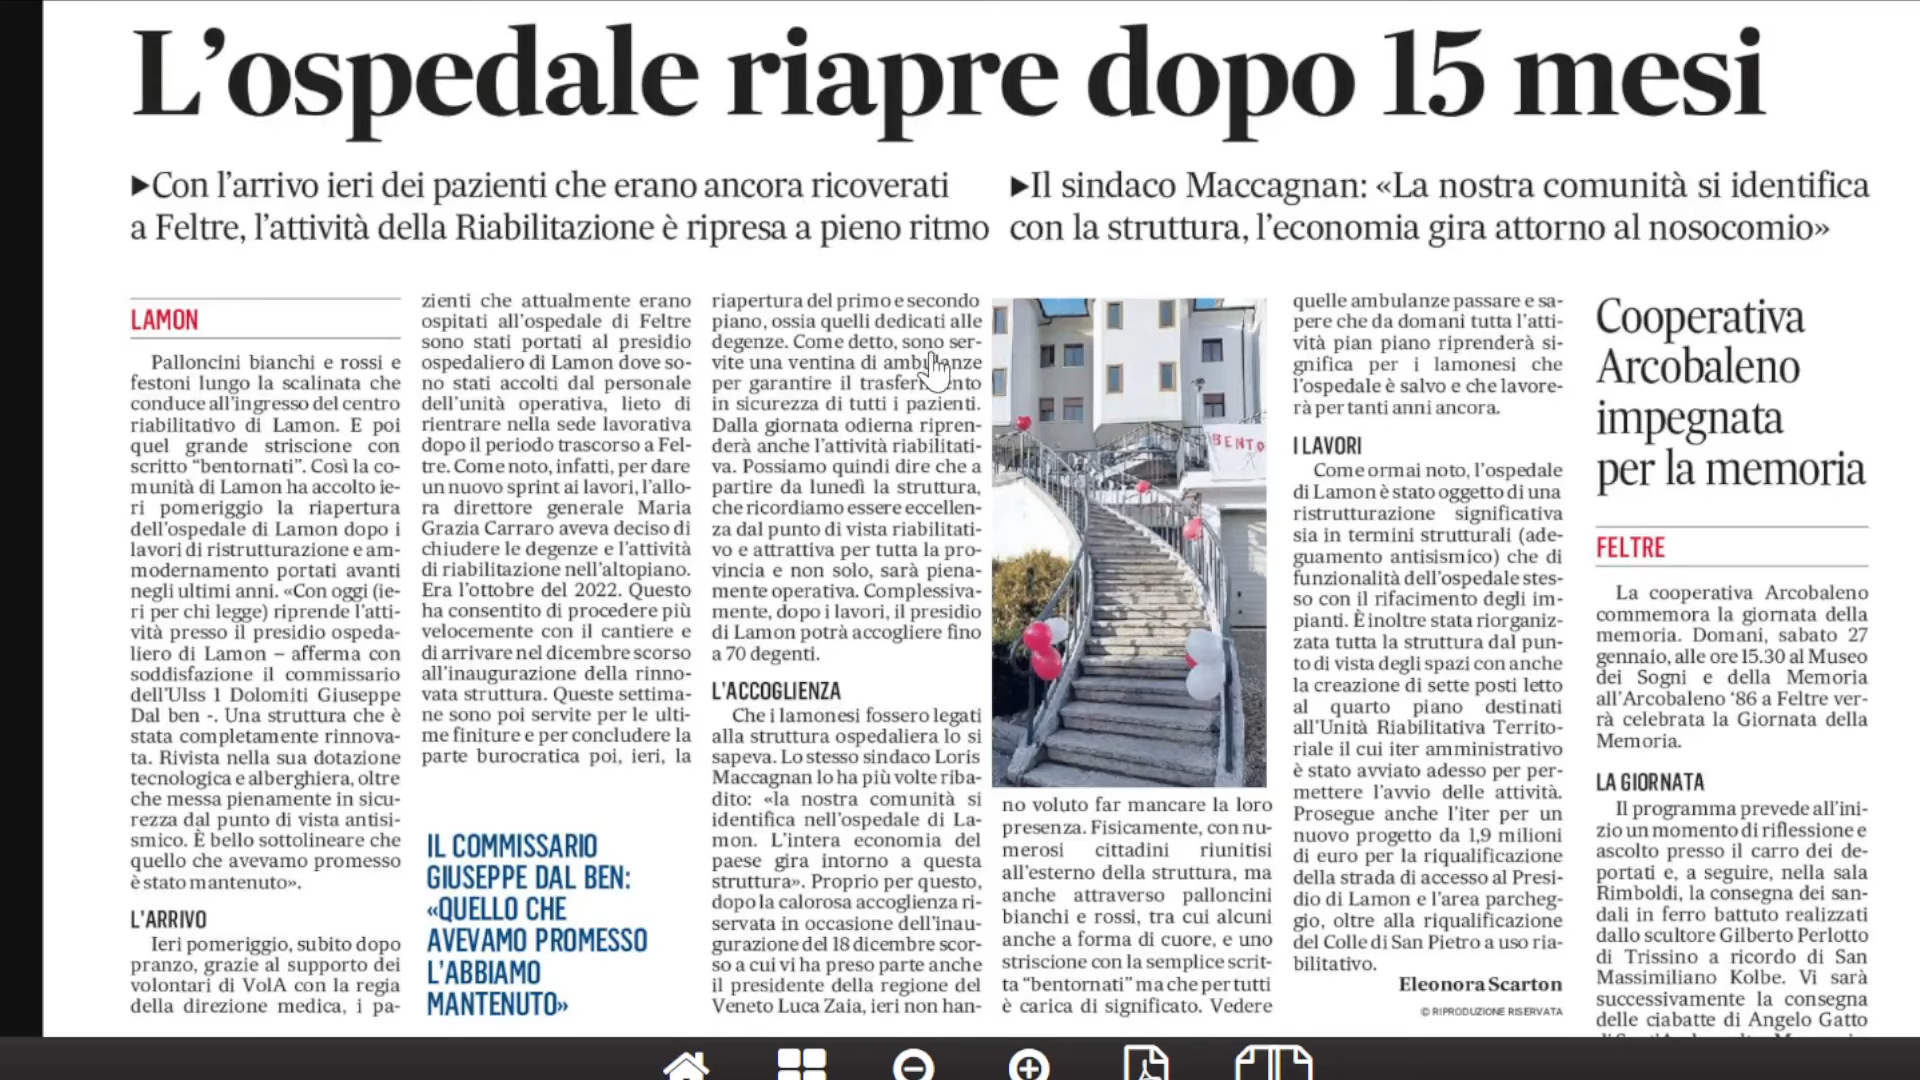 L'ospedale riapre dopo 15 mesi
▶Con l'arrivo ieri dei pazienti che erano ancora ricoverati
a Feltre, l'attività della Riabilitazione è ripresa a pieno ritmo
▶Il sindaco Maccagnan: «La nostra comunità si identifica
con la struttura, l'economia gira attorno al nosocomio»
LAMON
Palloncini bianchi e rossi e
festoni lungo la scalinata che
conduce all'ingresso del centro
riabilitativo di Lamon. E poi
quel grande striscione con
scritto “bentornati”. Così la co-
munità di Lamon ha accolto ie-
ri pomeriggio la riapertura
dell'ospedale di Lamon dopo i
lavori di ristrutturazione e am-
modernamento portati avanti
negli ultimi anni. «Con oggi (ie-
ri per chi legge) riprende l'atti-
vità presso il presidio ospeda-
liero di Lamon – afferma con
soddisfazione il commissario
dell'Ulss 1 Dolomiti Giuseppe
Dal ben -. Una struttura che è
stata completamente rinnova-
ta. Rivista nella sua dotazione
tecnologica e alberghiera, oltre
che messa pienamente in sicu-
rezza dal punto di vista antisi-
smico. È bello sottolineare che
quello che avevamo promesso
è stato mantenuto».
L'ARRIVO
Ieri pomeriggio, subito dopo
pranzo, grazie al supporto dei
volontari di VolA con la regia
della direzione medica, i pa-
zienti che attualmente erano
ospitati all'ospedale di Feltre
sono stati portati al presidio
ospedaliero di Lamon dove so-
no stati accolti dal personale
dell'unità operativa, lieto di
rientrare nella sede lavorativa
dopo il periodo trascorso a Fel-
tre. Come noto, infatti, per dare
un nuovo sprint ai lavori, l'allo-
ra direttore generale Maria
Grazia Carraro aveva deciso di
chiudere le degenze e l'attività
di riabilitazione nell'altopiano.
Era l'ottobre del 2022. Questo
ha consentito di procedere più
velocemente con il cantiere e
di arrivare nel dicembre scorso
all'inaugurazione della rinno-
vata struttura. Queste settima-
ne sono poi servite per le ulti-
me finiture e per concludere la
parte burocratica poi, ieri, la
IL COMMISSARIO
GIUSEPPE DAL BEN:
«QUELLO CHE
AVEVAMO PROMESSO
L'ABBIAMO
MANTENUTO»
riapertura del primo e secondo
piano, ossia quelli dedicati alle
degenze. Come detto, sono ser-
vite una ventina di ambulanze
per garantire il trasferimento
in sicurezza di tutti i pazienti.
Dalla giornata odierna ripren-
derà anche l'attività riabilitati-
va. Possiamo quindi dire che a
partire da lunedì la struttura,
che ricordiamo essere eccellen-
za dal punto di vista riabilitati-
vo e attrattiva per tutta la pro-
vincia e non solo, sarà piena-
mente operativa. Complessiva-
mente, dopo i lavori, il presidio
di Lamon potrà accogliere fino
a 70 degenti.
L'ACCOGLIENZA
Che i lamonesi fossero legati
alla struttura ospedaliera lo si
sapeva. Lo stesso sindaco Loris
Maccagnan lo ha più volte riba-
dito: «la nostra comunità si
identifica nell'ospedale di La-
mon. L'intera economia del
paese gira intorno a questa
struttura». Proprio per questo,
dopo la calorosa accoglienza ri-
servata in occasione dell'inau-
gurazione del 18 dicembre scor-
so a cui vi ha preso parte anche
il presidente della regione del
Veneto Luca Zaia, ieri non han-
BENTO
no voluto far mancare la loro
presenza. Fisicamente, con nu-
merosi cittadini riunitisi
all'esterno della struttura, ma
anche attraverso palloncini
bianchi e rossi, tra cui alcuni
anche a forma di cuore, e uno
striscione con la semplice scrit-
ta “bentornati” ma che per tutti
è carica di significato. Vedere
quelle ambulanze passare e sa-
pere che da domani tutta l'atti-
vità pian piano riprenderà si-
gnifica per i lamonesi che
l'ospedale è salvo e che lavore-
rà per tanti anni ancora.
I LAVORI
Come ormai noto, l'ospedale
di Lamon è stato oggetto di una
ristrutturazione significativa
sia in termini strutturali (ade-
guamento antisismico) che di
funzionalità dell'ospedale stes-
so con il rifacimento degli im-
pianti. È inoltre stata riorganiz-
zata tutta la struttura dal pun-
to di vista degli spazi con anche
la creazione di sette posti letto
al quarto piano destinati
all'Unità Riabilitativa Territo-
riale il cui iter amministrativo
è stato avviato adesso per per-
mettere l'avvio delle attività.
Prosegue anche l'iter per un
nuovo progetto da 1,9 milioni
di euro per la riqualificazione
della strada di accesso al Presi-
dio di Lamon e l'area parcheg-
gio, oltre alla riqualificazione
del Colle di San Pietro a uso ria-
bilitativo.
Eleonora Scarton
© RIPRODUZIONE RISERVATA
Cooperativa
Arcobaleno
impegnata
per la memoria
FELTRE
La cooperativa Arcobaleno
commemora la giornata della
memoria. Domani, sabato 27
gennaio, alle ore 15.30 al Museo
dei Sogni e della Memoria
all'Arcobaleno ‘86 a Feltre ver-
rà celebrata la Giornata della
Memoria.
LA GIORNATA
Il programma prevede all'ini-
zio un momento di riflessione e
ascolto presso il carro dei de-
portati e, a seguire, nella sala
Rimboldi, la consegna dei san-
dali in ferro battuto realizzati
dallo scultore Gilberto Perlotto
di Trissino a ricordo di San
Massimiliano Kolbe. Vi sarà
successivamente la consegna
delle ciabatte di Angelo Gatto